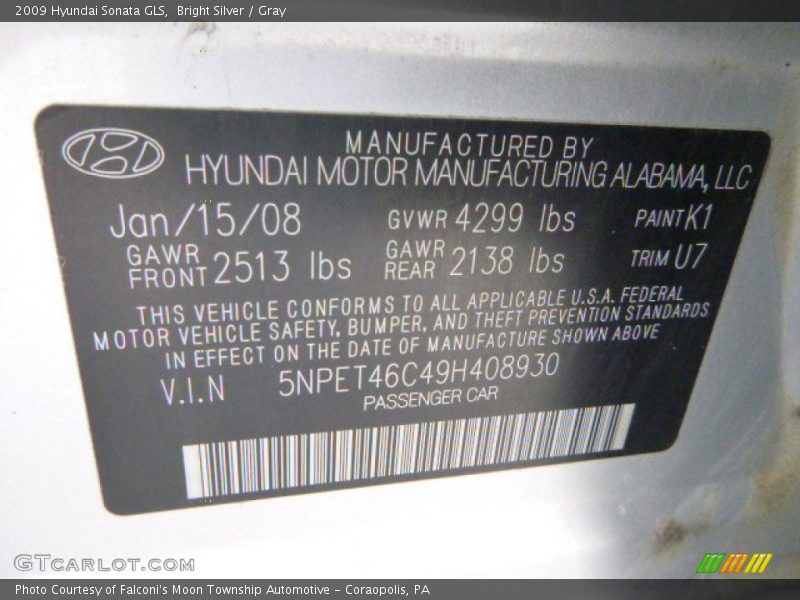 2009 Hyundai Sonata GLS,  Bright Silver / Gray
MANUFACTURED BY
HYUNDAI MOTOR MANUFACTURING ALABAMA, LLC
Jan/15/08 GVWR 4299 lbs PAINT K1
GAWR FRONT 2513 lbs GAWR REAR 2138 lbs TRIM U7
THIS VEHICLE CONFORMS TO ALL APPLICABLE U.S.A. FEDERAL
MOTOR VEHICLE SAFETY, BUMPER, AND THEFT PREVENTION STANDARDS
IN EFFECT ON THE DATE OF MANUFACTURE SHOWN ABOVE
V.I.N 5NPET46C49H408930
PASSENGER CAR
GTCARLOT.COM
Photo Courtesy of Falconi's Moon Township Automotive - Coraopolis, PA